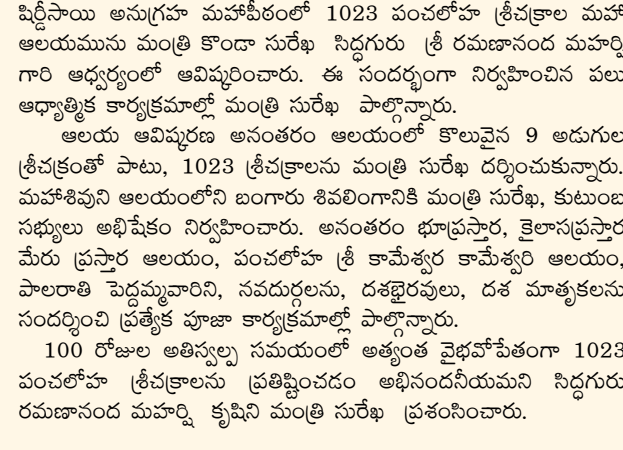 షిర్డీసాయి అనుగ్రహ మహాపీఠంలో 1023 పంచలోహ శ్రీచక్రాల మహా
ఆలయమును మంత్రి కొండా సురేఖ సిద్ధగురు శ్రీ రమణానంద మహర్షి
గారి ఆధ్వర్యంలో ఆవిష్కరించారు. ఈ సందర్భంగా నిర్వహించిన పలు
ఆధ్యాత్మిక కార్యక్రమాల్లో మంత్రి సురేఖ పాల్గొన్నారు.
ఆలయ ఆవిష్కరణ అనంతరం ఆలయంలో కొలువైన 9 అడుగుల
శ్రీచక్రంతో పాటు, 1023 శ్రీచక్రాలను మంత్రి సురేఖ దర్శించుకున్నారు.
మహాశివుని ఆలయంలోని బంగారు శివలింగానికి మంత్రి సురేఖ, కుటుంబ
సభ్యులు అభిషేకం నిర్వహించారు. అనంతరం భూప్రస్తార, కైలాసప్రస్తార
మేరు ప్రస్తార ఆలయం, పంచలోహ శ్రీ కామేశ్వర కామేశ్వరి ఆలయం,
పాలరాతి పెద్దమ్మవారిని, నవదుర్గలను, దశభైరవులు, దశ మాతృకలను
సందర్శించి ప్రత్యేక పూజా కార్యక్రమాల్లో పాల్గొన్నారు.
100 రోజుల అతిస్వల్ప సమయంలో అత్యంత వైభవోపేతంగా 1023
పంచలోహ శ్రీచక్రాలను ప్రతిష్టించడం అభినందనీయమని సిద్ధగురు
రమణానంద మహర్షి కృషిని మంత్రి సురేఖ ప్రశంసించారు.